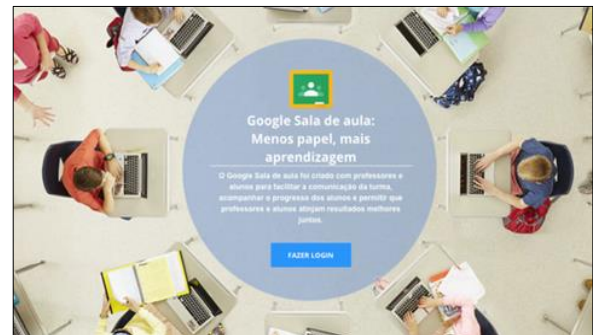 Google Sala de aula:
Menos papel, mais
aprendizagem
O Google Sala de aula foi criado com professores e
alunos para facilitar a comunicação da turma,
acompanhar o progresso dos alunos e permitir que
professores e alunos atinjam resultados melhores
juntos.
FAZER LOGIN